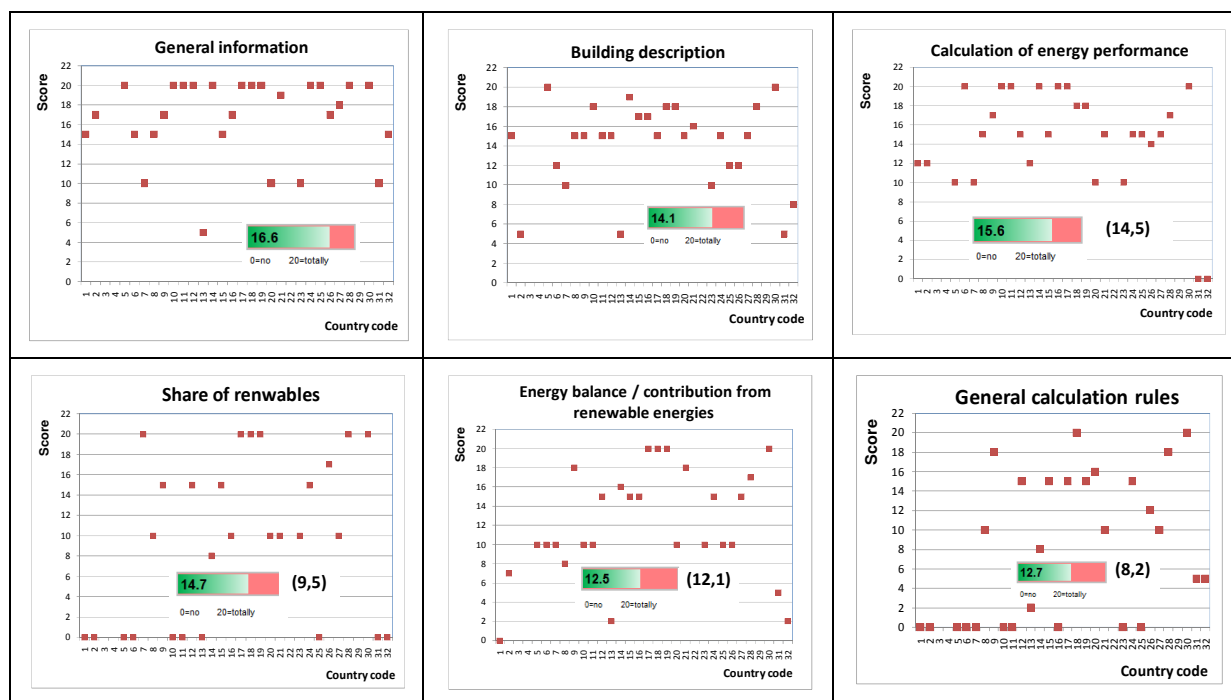 General information
Score
22
20
18
16
14
12
10
8
6
4
2
0
16.6
0=no 20=totally
1 2 3 4 5 6 7 8 9 10 11 12 13 14 15 16 17 18 19 20 21 22 23 24 25 26 27 28 29 30 31 32
Country code
Building description
Score
22
20
18
16
14
12
10
8
6
4
2
0
14.1
0=no 20=totally
1 2 3 4 5 6 7 8 9 10 11 12 13 14 15 16 17 18 19 20 21 22 23 24 25 26 27 28 29 30 31 32
Country code
Calculation of energy performance
Score
22
20
18
16
14
12
10
8
6
4
2
0
15.6 (14,5)
0=no 20=totally
1 2 3 4 5 6 7 8 9 10 11 12 13 14 15 16 17 18 19 20 21 22 23 24 25 26 27 28 29 30 31 32
Country code
Share of renwables
Score
22
20
18
16
14
12
10
8
6
4
2
0
14.7 (9,5)
0=no 20=totally
1 2 3 4 5 6 7 8 9 10 11 12 13 14 15 16 17 18 19 20 21 22 23 24 25 26 27 28 29 30 31 32
Country code
Energy balance / contribution from
renewable energies
Score
22
20
18
16
14
12
10
8
6
4
2
0
12.5 (12,1)
0=no 20=totally
1 2 3 4 5 6 7 8 9 10 11 12 13 14 15 16 17 18 19 20 21 22 23 24 25 26 27 28 29 30 31 32
Country code
General calculation rules
Score
22
20
18
16
14
12
10
8
6
4
2
0
12.7 (8,2)
0=no 20=totally
1 2 3 4 5 6 7 8 9 10 11 12 13 14 15 16 17 18 19 20 21 22 23 24 25 26 27 28 29 30 31 32
Country code